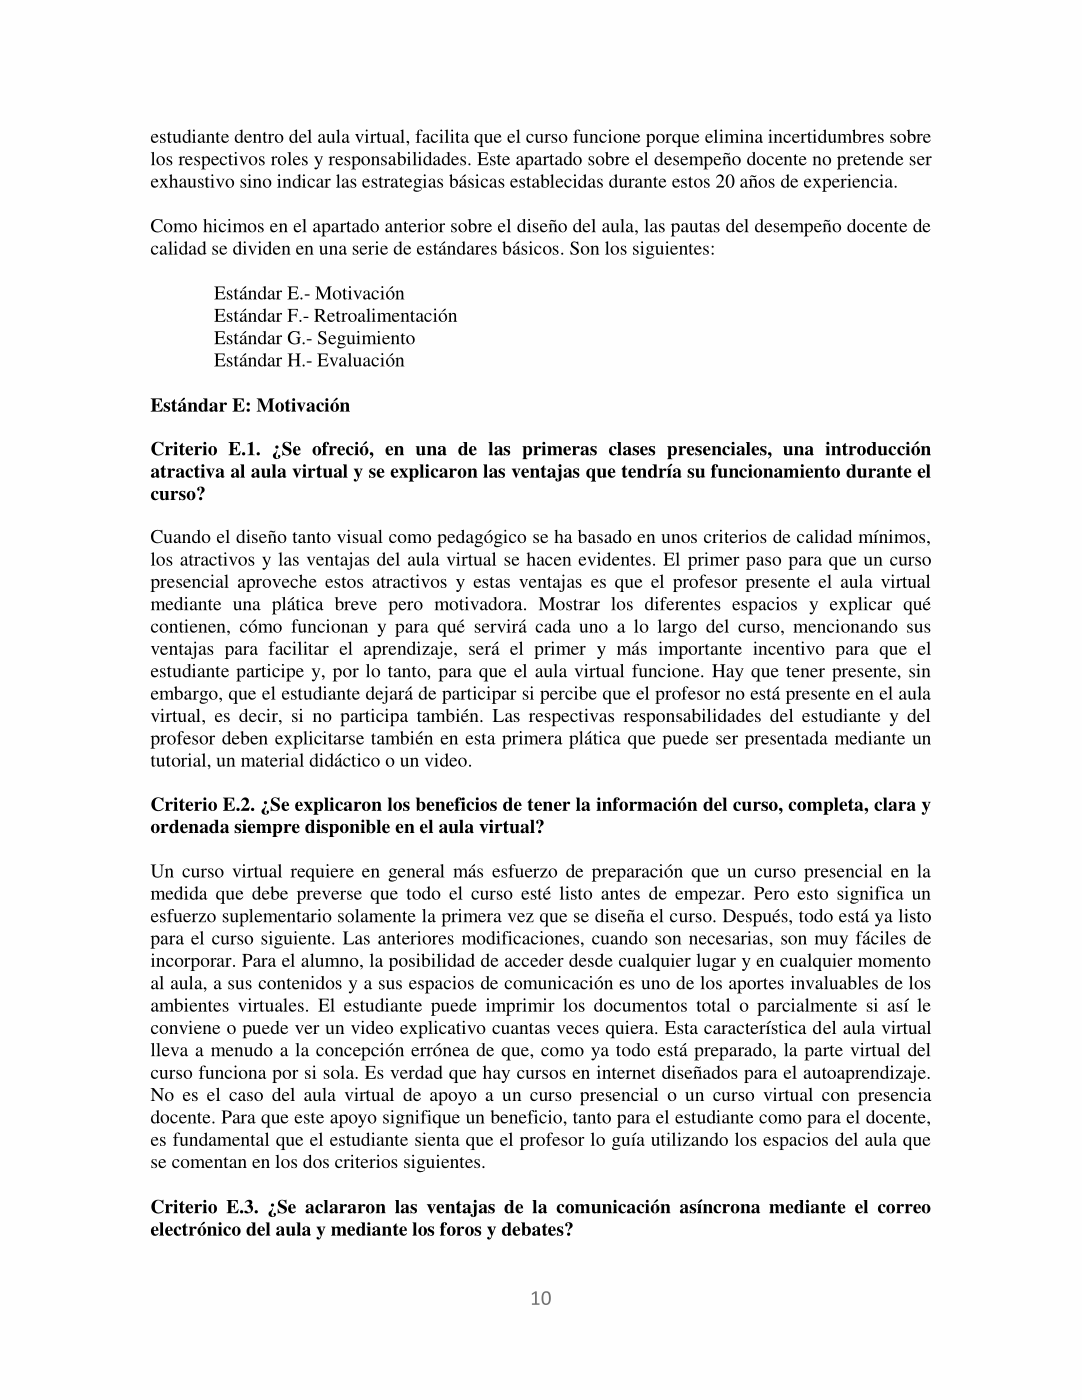 estudiante dentro del aula virtual, facilita que el curso funcione porque elimina incertidumbres sobre
los respectivos roles y responsabilidades. Este apartado sobre el desempeño docente no pretende ser
exhaustivo sino indicar las estrategias básicas establecidas durante estos 20 años de experiencia.
Como hicimos en el apartado anterior sobre el diseño del aula, las pautas del desempeño docente de
calidad se dividen en una serie de estándares básicos. Son los siguientes:
Estándar E.- Motivación
Estándar F.- Retroalimentación
Estándar G.- Seguimiento
Estándar H.- Evaluación
Estándar E: Motivación
Criterio E.1. ¿Se ofreció, en una de las primeras clases presenciales, una introducción
atractiva al aula virtual y se explicaron las ventajas que tendría su funcionamiento durante el
curso?
Cuando el diseño tanto visual como pedagógico se ha basado en unos criterios de calidad mínimos,
los atractivos y las ventajas del aula virtual se hacen evidentes. El primer paso para que un curso
presencial aproveche estos atractivos y estas ventajas es que el profesor presente el aula virtual
mediante una plática breve pero motivadora. Mostrar los diferentes espacios y explicar qué
contienen, cómo funcionan y para qué servirá cada uno a lo largo del curso, mencionando sus
ventajas para facilitar el aprendizaje, será el primer y más importante incentivo para que el
estudiante participe y, por lo tanto, para que el aula virtual funcione. Hay que tener presente, sin
embargo, que el estudiante dejará de participar si percibe que el profesor no está presente en el aula
virtual, es decir, si no participa también. Las respectivas responsabilidades del estudiante y del
profesor deben explicitarse también en esta primera plática que puede ser presentada mediante un
tutorial, un material didáctico o un video.
Criterio E.2. ¿Se explicaron los beneficios de tener la información del curso, completa, clara y
ordenada siempre disponible en el aula virtual?
Un curso virtual requiere en general más esfuerzo de preparación que un curso presencial en la
medida que debe preverse que todo el curso esté listo antes de empezar. Pero esto significa un
esfuerzo suplementario solamente la primera vez que se diseña el curso. Después, todo está ya listo
para el curso siguiente. Las anteriores modificaciones, cuando son necesarias, son muy fáciles de
incorporar. Para el alumno, la posibilidad de acceder desde cualquier lugar y en cualquier momento
al aula, a sus contenidos y a sus espacios de comunicación es uno de los aportes invaluables de los
ambientes virtuales. El estudiante puede imprimir los documentos total o parcialmente si así le
conviene o puede ver un video explicativo cuantas veces quiera. Esta característica del aula virtual
lleva a menudo a la concepción errónea de que, como ya todo está preparado, la parte virtual del
curso funciona por si sola. Es verdad que hay cursos en internet diseñados para el autoaprendizaje.
No es el caso del aula virtual de apoyo a un curso presencial o un curso virtual con presencia
docente. Para que este apoyo signifique un beneficio, tanto para el estudiante como para el docente,
es fundamental que el estudiante sienta que el profesor lo guía utilizando los espacios del aula que
se comentan en los dos criterios siguientes.
Criterio E.3. ¿Se aclararon las ventajas de la comunicación asíncrona mediante el correo
electrónico del aula y mediante los foros y debates?
10